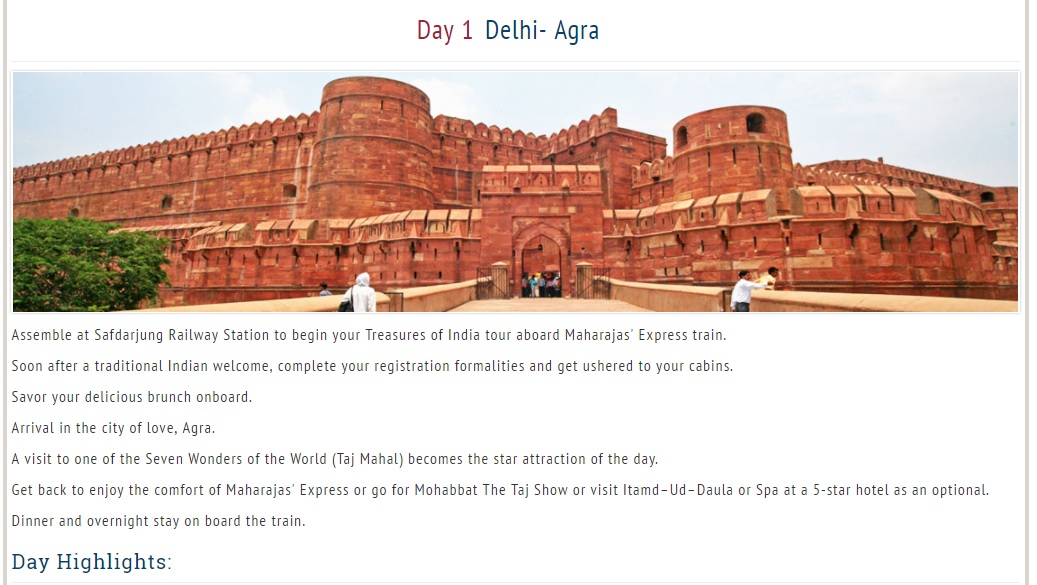 Day 1 Delhi- Agra
Assemble at Safdarjung Railway Station to begin your Treasures of India tour aboard Maharajas' Express train.
Soon after a traditional Indian welcome, complete your registration formalities and get ushered to your cabins.
Savor your delicious brunch onboard.
Arrival in the city of love, Agra.
A visit to one of the Seven Wonders of the World (Taj Mahal) becomes the star attraction of the day.
Get back to enjoy the comfort of Maharajas' Express or go for Mohabbat The Taj Show or visit Itamd–Ud–Daula or Spa at a 5-star hotel as an optional.
Dinner and overnight stay on board the train.
Day Highlights: